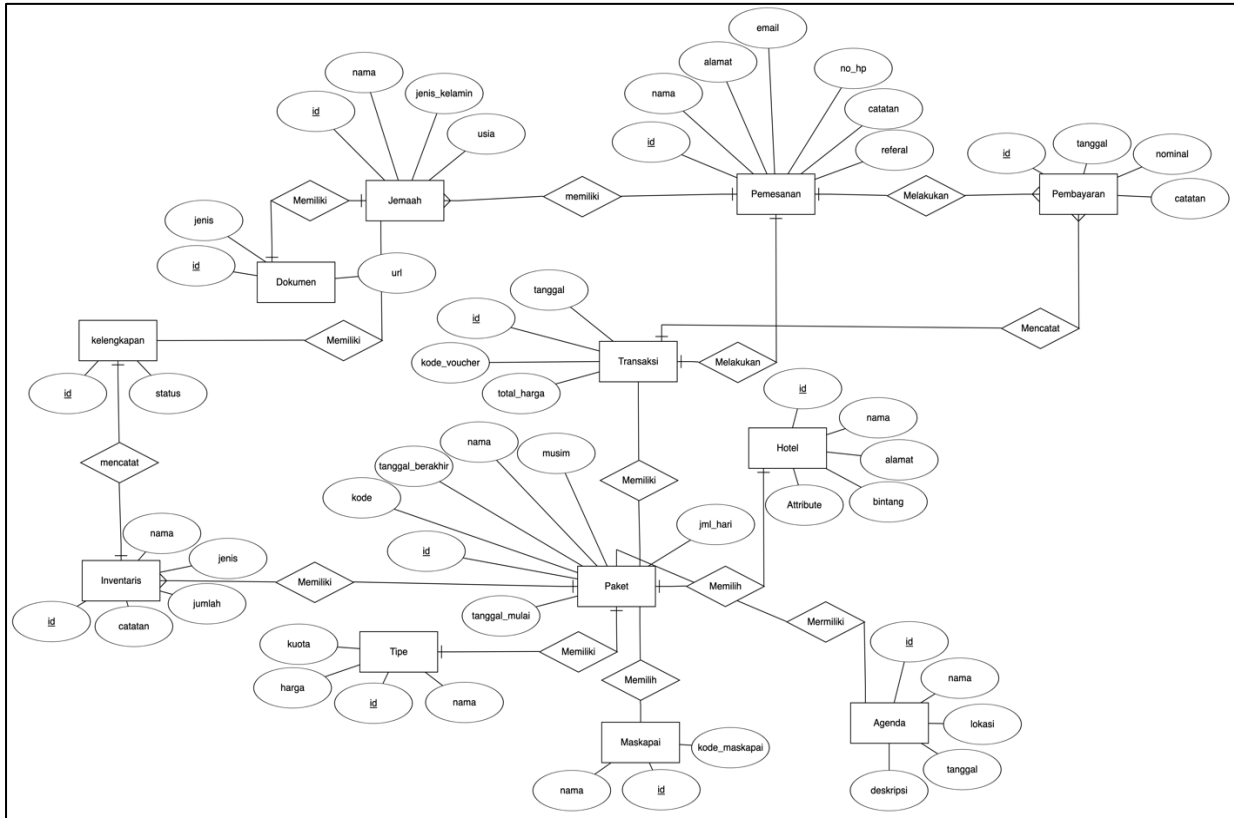 email
alamat
no_hp
nama
nama
jenis_kelamin
catatan
id
usia
id
referal
tanggal
id
nominal
catatan
Memiliki
Jemaah
memiliki
Pemesanan
Melakukan
Pembayaran
jenis
id
Dokumen
url
tanggal
id
kelengkapan
Memiliki
Mencatat
kode_voucher
Transaksi
Melakukan
id
status
total_harga
id
nama
Hotel
alamat
Attribute
bintang
mencatat
nama
musim
tanggal_berakhir
Memiliki
kode
jml_hari
id
nama
jenis
Inventaris
jumlah
id
catatan
Memiliki
Paket
Memilih
tanggal_mulai
Mermiliki
kuota
Tipe
Memiliki
harga
id
nama
Memilih
id
nama
Agenda
lokasi
tanggal
deskripsi
Maskapai
kode_maskapai
nama
id